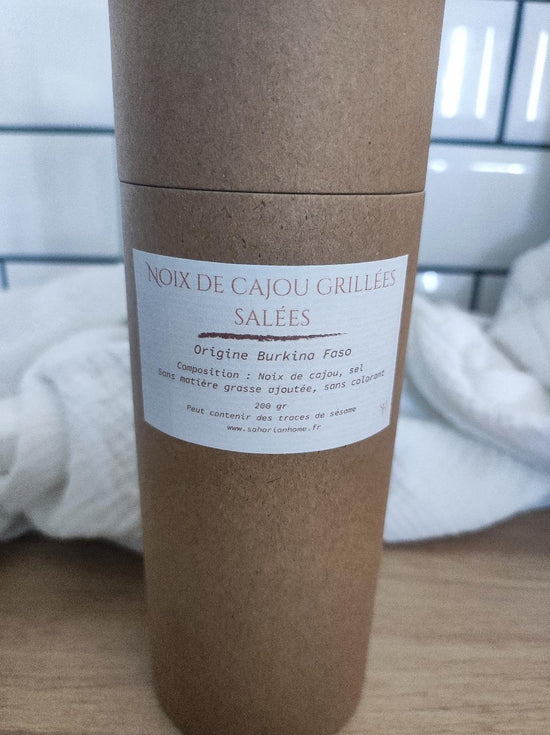 NOIX DE CAJOU GRILLÉES
SALÉES
Origine Burkina Faso
Composition : Noix de cajou, sel
Sans matière grasse ajoutée, sans colorant
200 gr
Peut contenir des traces de sésame
www.saharianhome.fr